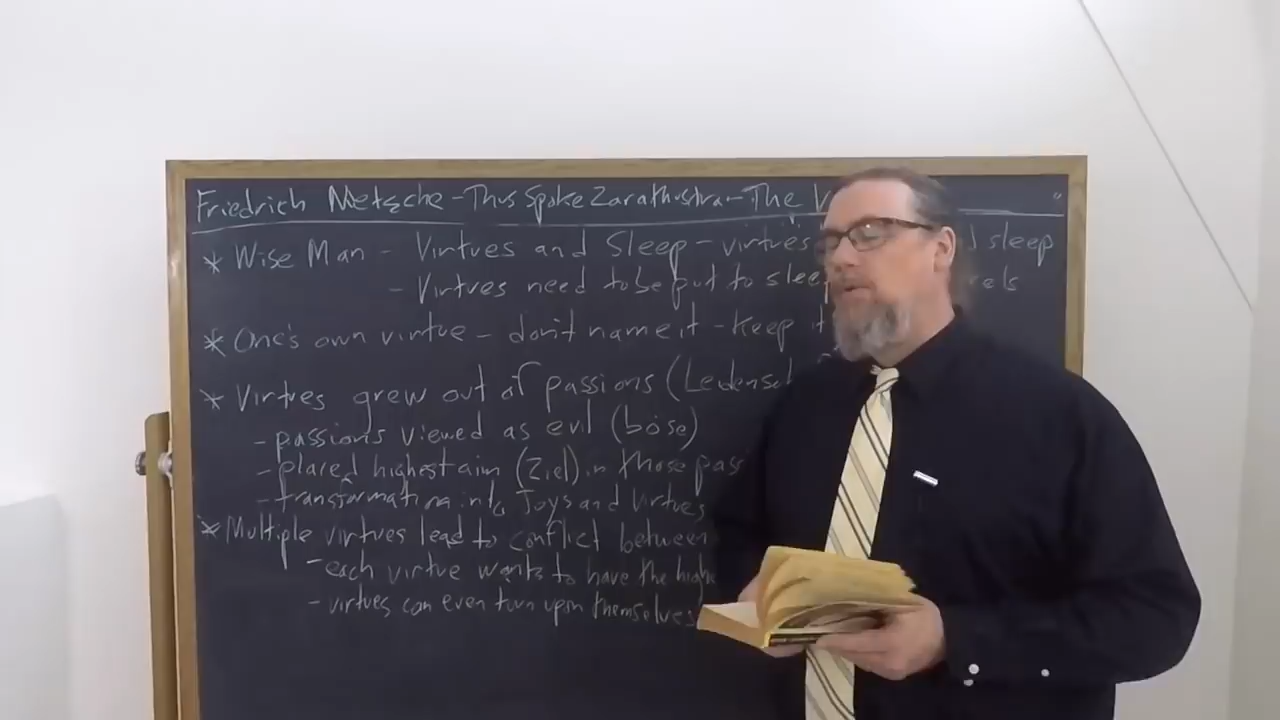 Friedrich Nietzsche - Thus Spoke Zarathustra - The V
* Wise Man - Virtues and Sleep - virtues sleep
- Virtues need to be put to sleep rels
* One's own virtue - don't name it - Keep it
* Virtues grew out of passions (Leidensch
- passions viewed as evil (böse)
- placed highest aim (Ziel) in those pas
- transformation into Joys and Virtues
* Multiple virtues lead to conflict between
- each virtue wants to have the high
- virtues can even turn upon themselves